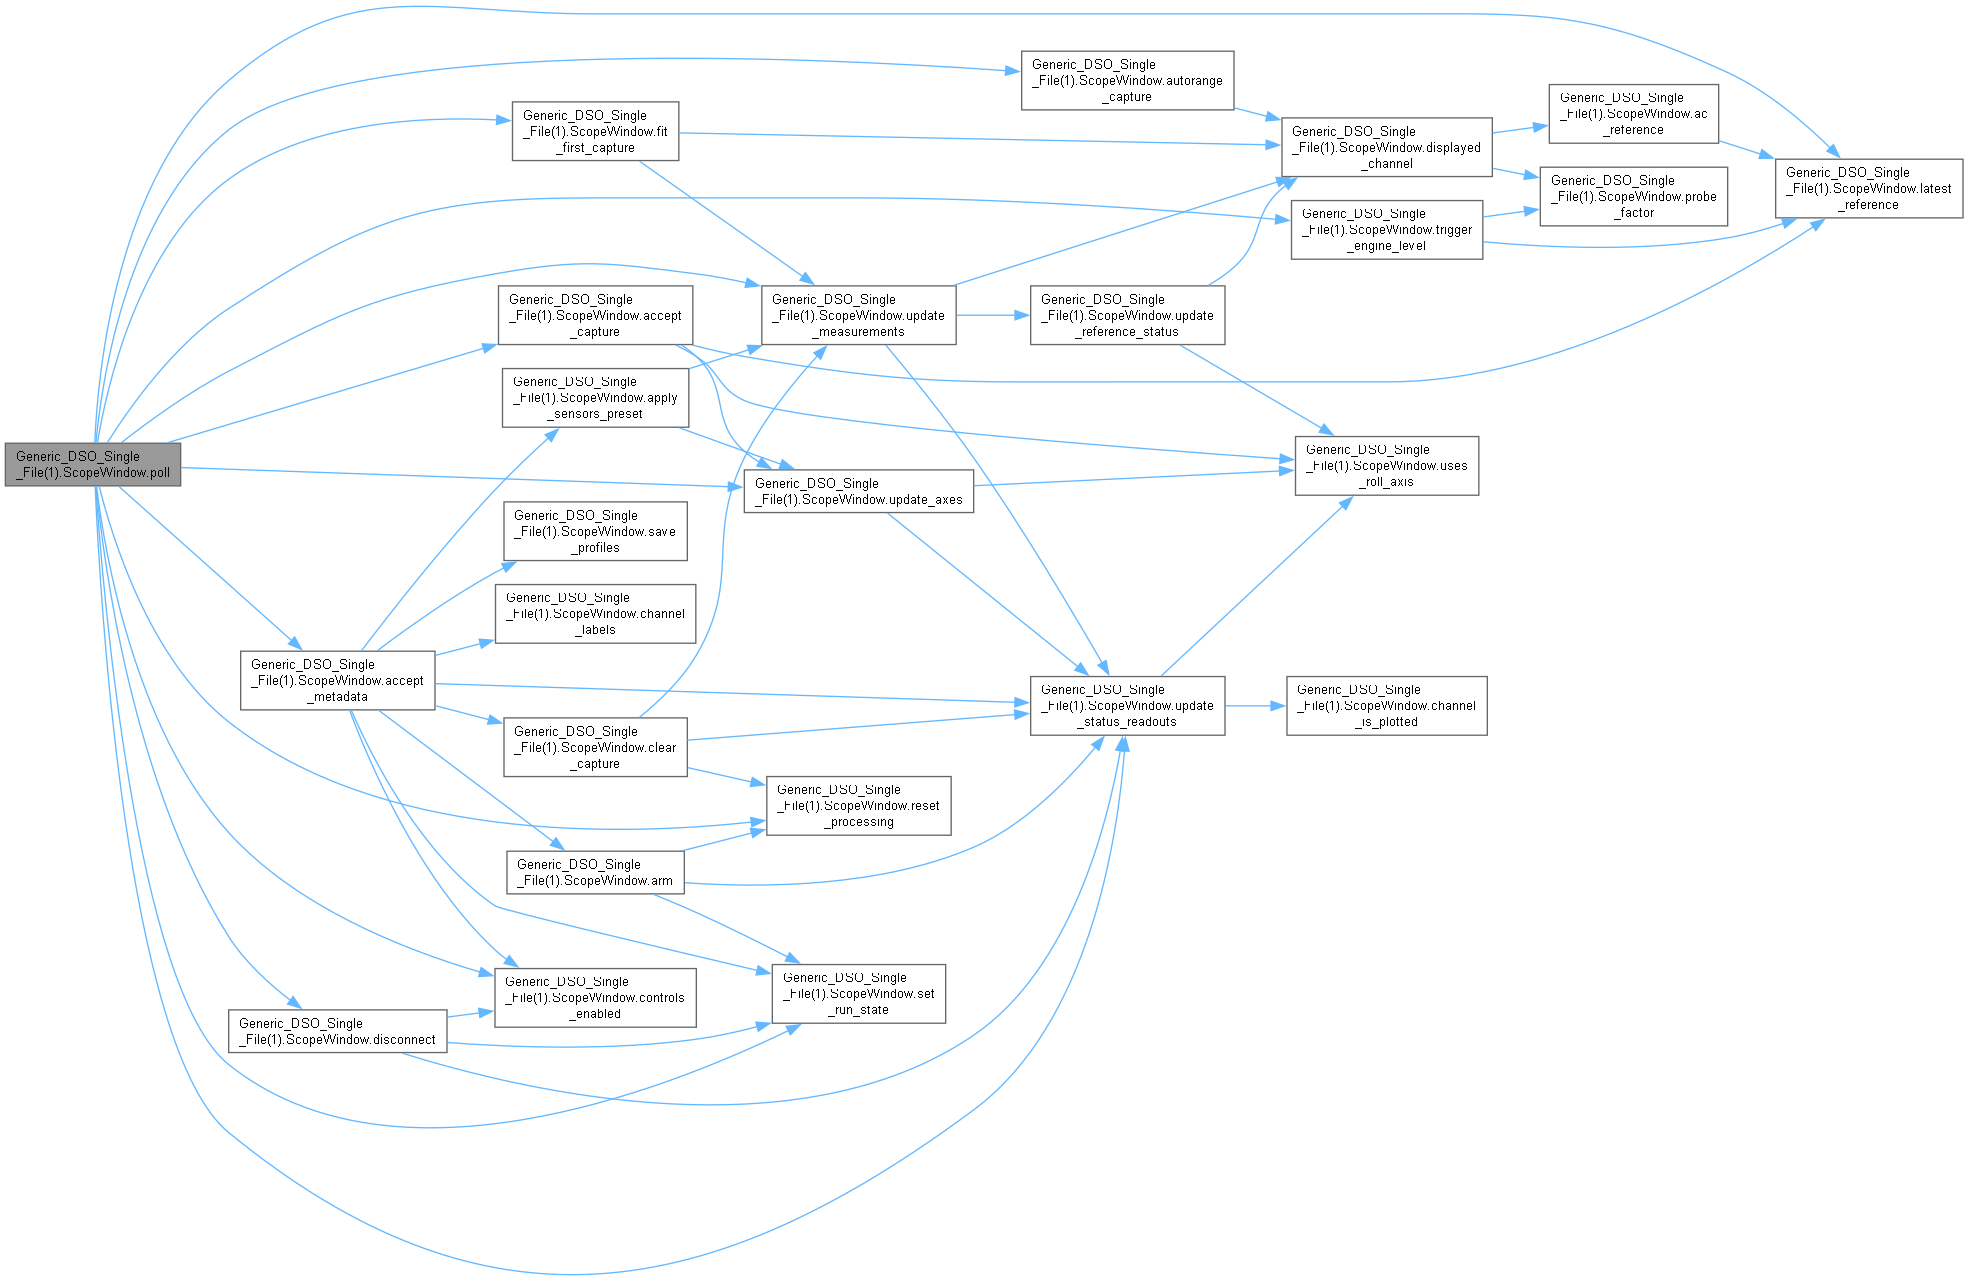 Generic_DSO_Single
_File(1).ScopeWindow.autorange
_capture
Generic_DSO_Single
_File(1).ScopeWindow.ac
_reference
Generic_DSO_Single
_File(1).ScopeWindow.fit
_first_capture
Generic_DSO_Single
_File(1).ScopeWindow.displayed
_channel
Generic_DSO_Single
_File(1).ScopeWindow.latest
_reference
Generic_DSO_Single
_File(1).ScopeWindow.probe
_factor
Generic_DSO_Single
_File(1).ScopeWindow.trigger
_engine_level
Generic_DSO_Single
_File(1).ScopeWindow.accept
_capture
Generic_DSO_Single
_File(1).ScopeWindow.update
_measurements
Generic_DSO_Single
_File(1).ScopeWindow.update
_reference_status
Generic_DSO_Single
_File(1).ScopeWindow.apply
_sensors_preset
Generic_DSO_Single
_File(1).ScopeWindow.poll
Generic_DSO_Single
_File(1).ScopeWindow.uses
_roll_axis
Generic_DSO_Single
_File(1).ScopeWindow.update_axes
Generic_DSO_Single
_File(1).ScopeWindow.save
_profiles
Generic_DSO_Single
_File(1).ScopeWindow.channel
_labels
Generic_DSO_Single
_File(1).ScopeWindow.accept
_metadata
Generic_DSO_Single
_File(1).ScopeWindow.update
_status_readouts
Generic_DSO_Single
_File(1).ScopeWindow.channel
_is_plotted
Generic_DSO_Single
_File(1).ScopeWindow.clear
_capture
Generic_DSO_Single
_File(1).ScopeWindow.reset
_processing
Generic_DSO_Single
_File(1).ScopeWindow.arm
Generic_DSO_Single
_File(1).ScopeWindow.controls
_enabled
Generic_DSO_Single
_File(1).ScopeWindow.set
_run_state
Generic_DSO_Single
_File(1).ScopeWindow.disconnect